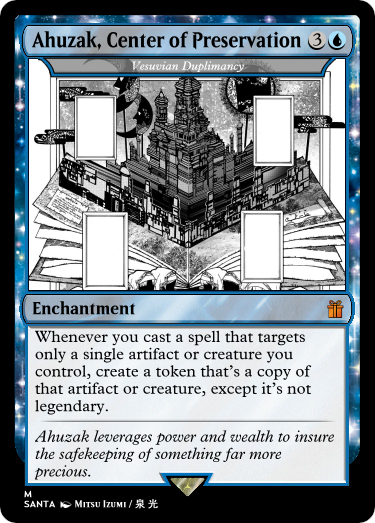 Ahuzak, Center of Preservation 3
Vesuvian Duplimancy
Enchantment
Whenever you cast a spell that targets
only a single artifact or creature you
control, create a token that's a copy of
that artifact or creature, except it's not
legendary.
Ahuzak leverages power and wealth to insure
the safekeeping of something far more
precious.
M
SANTA Mitsu Izumi / 泉 光